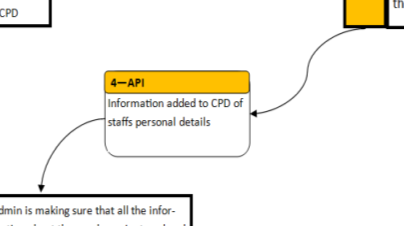 CPD
th
4—API
Information added to CPD of
staffs personal details
dmin is making sure that all the infor-